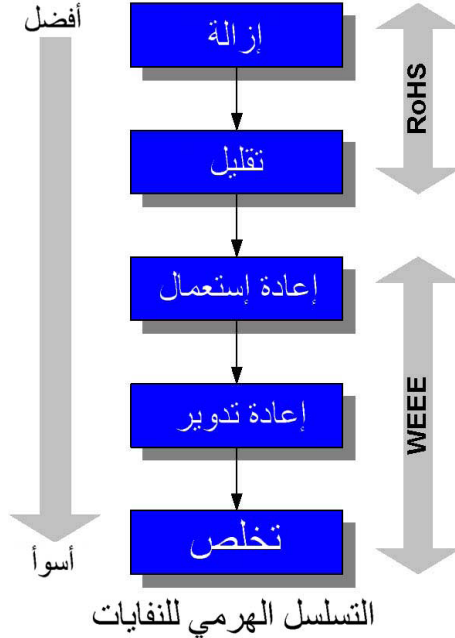 أفضل
إزالة
RoHS
تقليل
إعادة إستعمال
WEEE
إعادة تدوير
تخلص
أسوأ
التسلسل الهرمي للنفايات